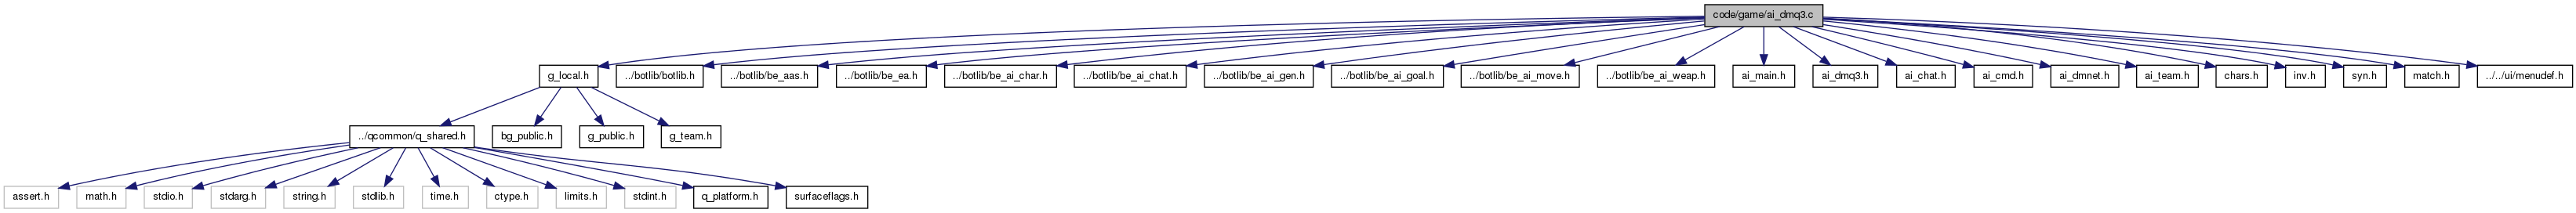 code/game/ai_dmq3.c
g_local.h
../botlib/botlib.h
../botlib/be_aas.h
../botlib/be_ea.h
../botlib/be_ai_char.h
../botlib/be_ai_chat.h
../botlib/be_ai_gen.h
../botlib/be_ai_goal.h
../botlib/be_ai_move.h
../botlib/be_ai_weap.h
ai_main.h
ai_dmq3.h
ai_chat.h
ai_cmd.h
ai_dmnet.h
ai_team.h
chars.h
inv.h
syn.h
match.h
../../ui/menudef.h
../qcommon/q_shared.h
bg_public.h
g_public.h
g_team.h
assert.h
math.h
stdio.h
stdarg.h
string.h
stdlib.h
time.h
ctype.h
limits.h
stdint.h
q_platform.h
surfaceflags.h